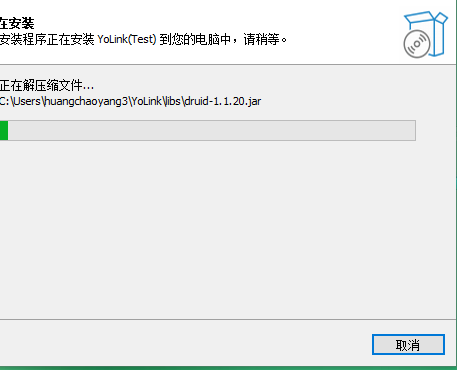 在安装
安装程序正在安装 YoLink(Test) 到您的电脑中，请稍等。
正在解压缩文件...
C:\Users\huangchaoyang3\YoLink\libs\druid-1.1.20.jar
取消